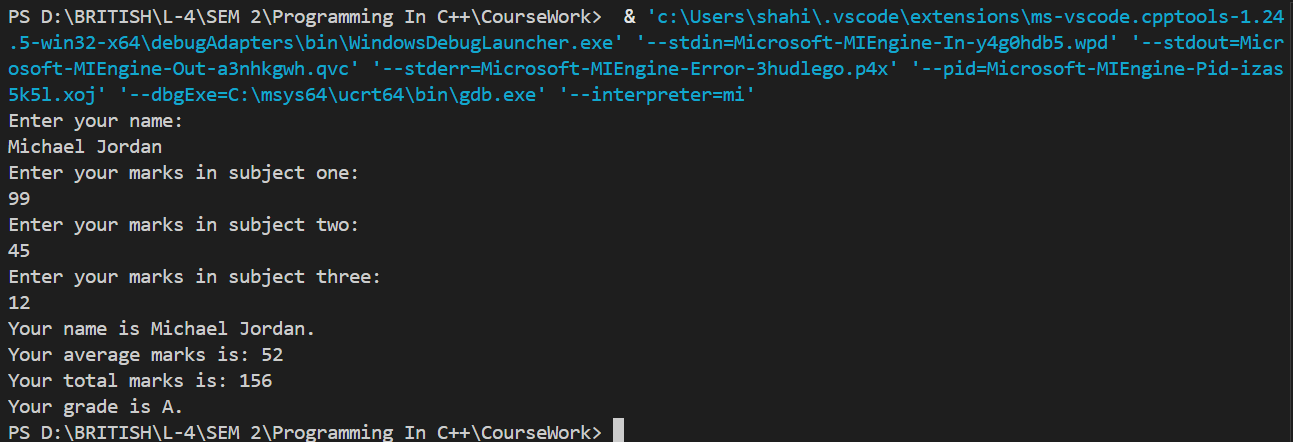 PS D:\BRITISH\L-4\SEM 2\Programming In C++\CourseWork>  & 'c:\Users\shahi\.vscode\extensions\ms-vscode.cpptools-1.24
.5-win32-x64\debugAdapters\bin\WindowsDebugLauncher.exe' '--stdin=Microsoft-MIEngine-In-y4g0hdb5.wpd' '--stdout=Micr
osoft-MIEngine-Out-a3nhkgwh.qvc' '--stderr=Microsoft-MIEngine-Error-3hudlego.p4x' '--pid=Microsoft-MIEngine-Pid-izas
5k5l.xoj' '--dbgExe=C:\msys64\ucrt64\bin\gdb.exe' '--interpreter=mi'
Enter your name:
Michael Jordan
Enter your marks in subject one:
99
Enter your marks in subject two:
45
Enter your marks in subject three:
12
Your name is Michael Jordan.
Your average marks is: 52
Your total marks is: 156
Your grade is A.
PS D:\BRITISH\L-4\SEM 2\Programming In C++\CourseWork>